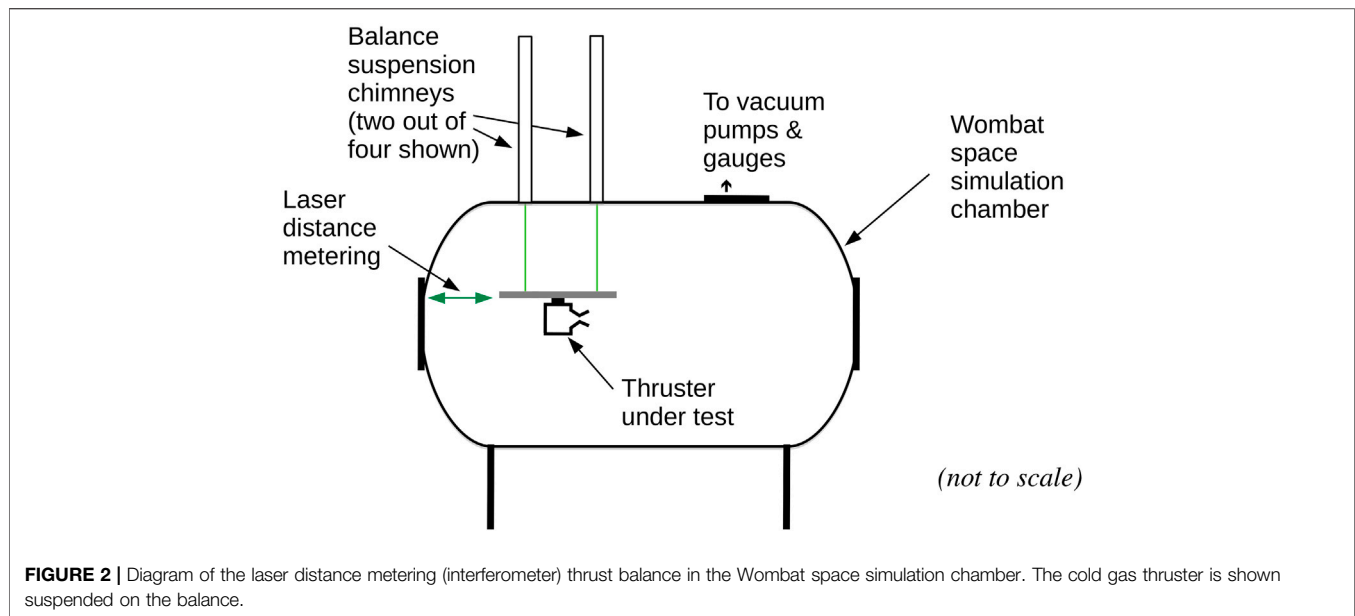 Balance
suspension
chimneys
(two out of
four shown)
To vacuum
pumps &
gauges
Wombat
space
simulation
chamber
Laser
distance
metering
Thruster
under test
(not to scale)
FIGURE 2 | Diagram of the laser distance metering (interferometer) thrust balance in the Wombat space simulation chamber. The cold gas thruster is shown
suspended on the balance.